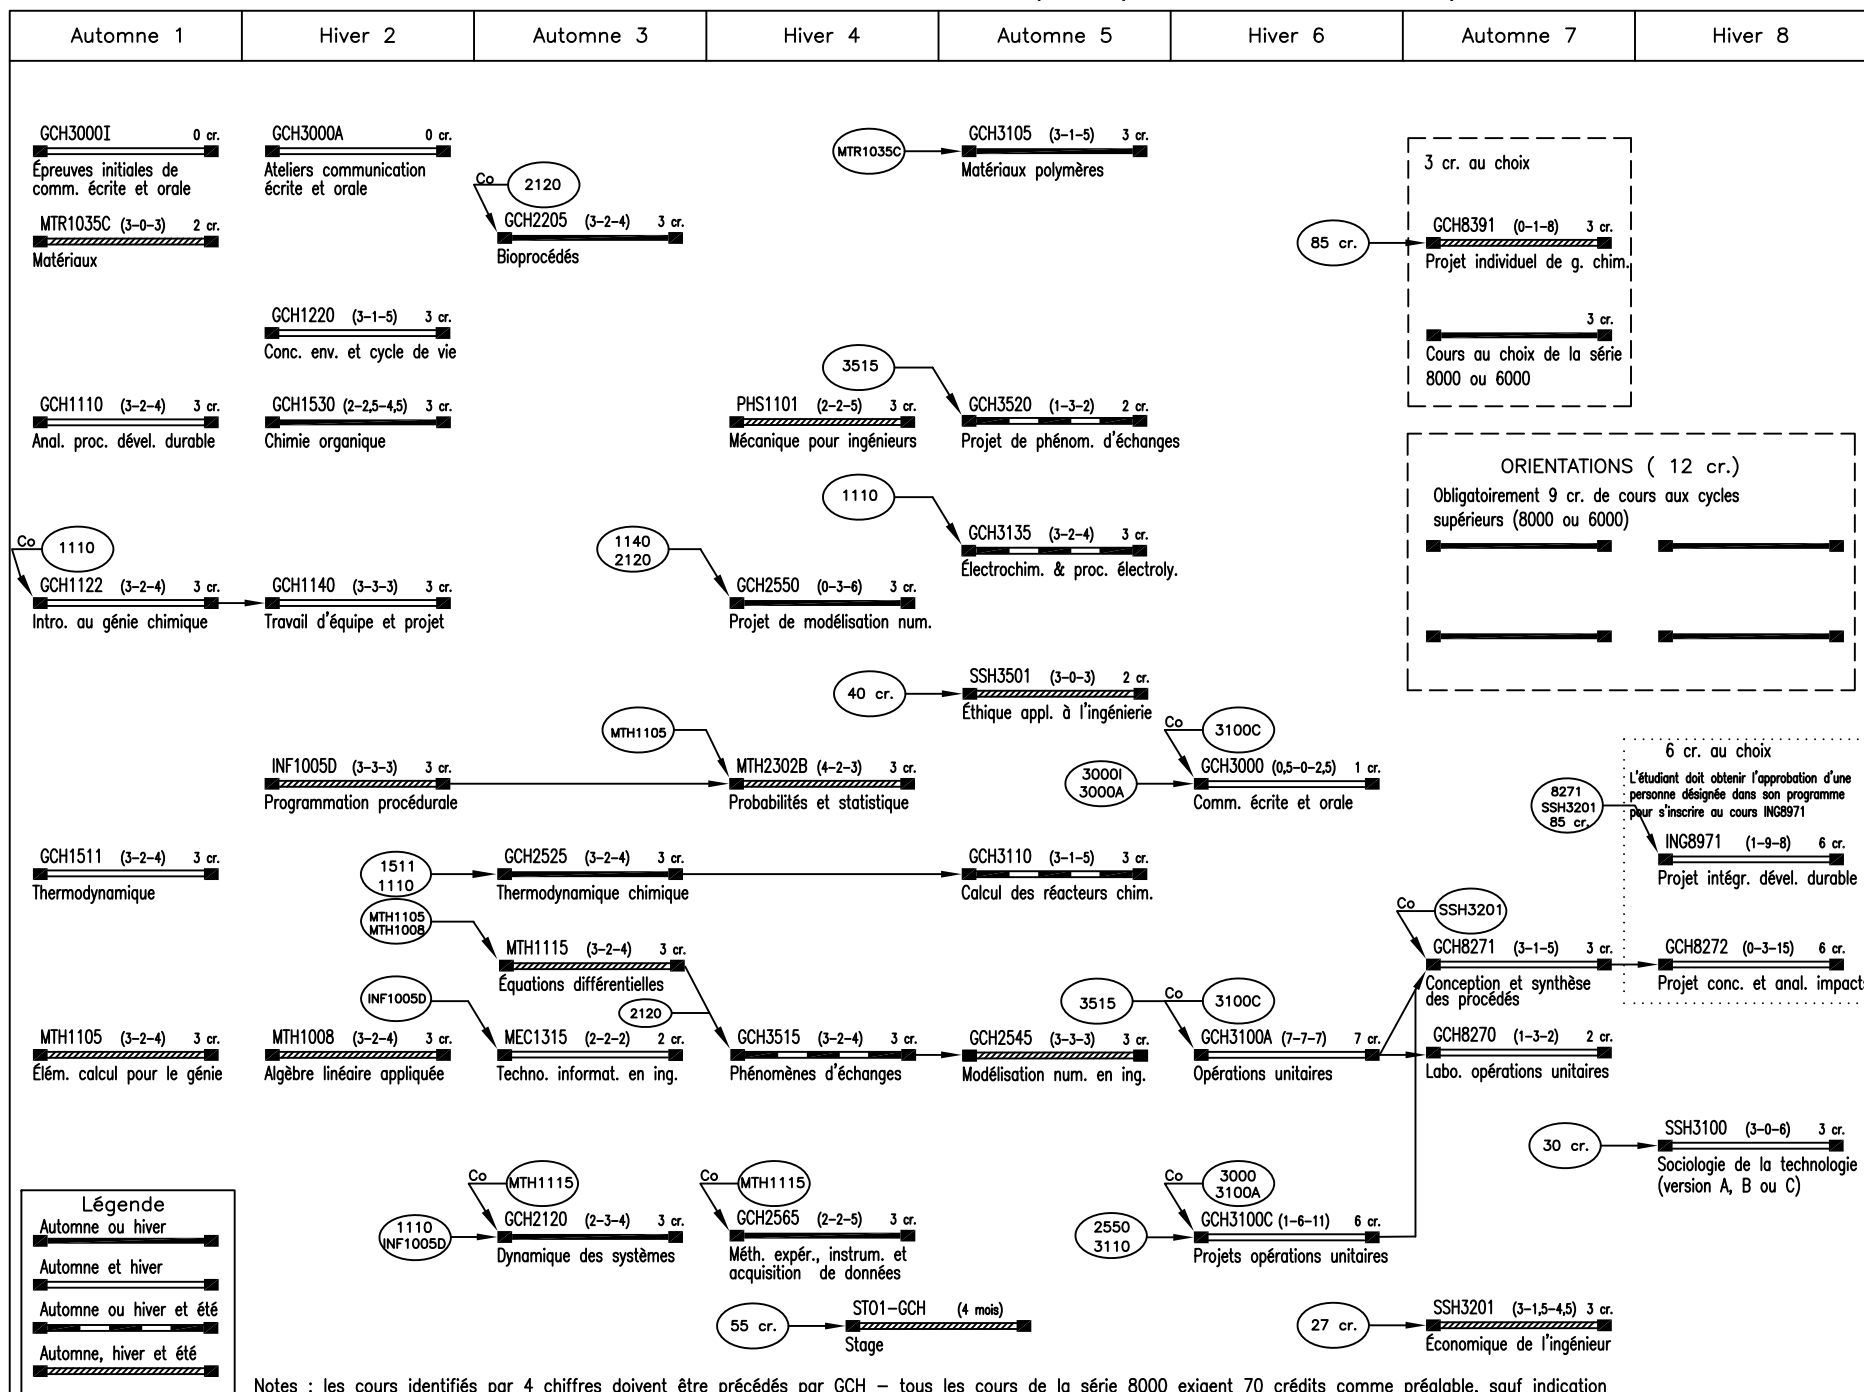 Automne 1
Hiver 2
Automne 3
Hiver 4
Automne 5
Hiver 6
Automne 7
Hiver 8
GCH3000I 0 cr.
Épreuves initiales de
comm. écrite et orale
MTR1035C (3-0-3) 2 cr.
Matériaux
GCH1110 (3-2-4) 3 cr.
Anal. proc. dével. durable
Co
1110
GCH1122 (3-2-4) 3 cr.
Intro. au génie chimique
GCH1511 (3-2-4) 3 cr.
Thermodynamique
MTH1105 (3-2-4) 3 cr.
Élém. calcul pour le génie
GCH3000A 0 cr.
Ateliers communication
écrite et orale
GCH1220 (3-1-5) 3 cr.
Conc. env. et cycle de vie
GCH1530 (2-2,5-4,5) 3 cr.
Chimie organique
GCH1140 (3-3-3) 3 cr.
Travail d'équipe et projet
INF1005D (3-3-3) 3 cr.
Programmation procédurale
MTH1008 (3-2-4) 3 cr.
Algèbre linéaire appliquée
Co
2120
GCH2205 (3-2-4) 3 cr.
Bioprocédés
1511
1110
GCH2525 (3-2-4) 3 cr.
Thermodynamique chimique
MTH1105
MTH1008
MTH1115 (3-2-4) 3 cr.
Équations différentielles
INF1005D
MEC1315 (2-2-2) 2 cr.
Techno. informat. en ing.
Co
MTH1115
1110
INF1005D
GCH2120 (2-3-4) 3 cr.
Dynamique des systèmes
PHS1101 (2-2-5) 3 cr.
Mécanique pour ingénieurs
1140
2120
GCH2550 (0-3-6) 3 cr.
Projet de modélisation num.
MTH1105
MTH2302B (4-2-3) 3 cr.
Probabilités et statistique
2120
GCH3515 (3-2-4) 3 cr.
Phénomènes d'échanges
Co
MTH1115
GCH2565 (2-2-5) 3 cr.
Méth. expér., instrum. et
acquisition de données
55 cr.
ST01-GCH (4 mois)
Stage
MTR1035C
GCH3105 (3-1-5) 3 cr.
Matériaux polymères
3515
GCH3520 (1-3-2) 2 cr.
Projet de phénom. d'échanges
1110
GCH3135 (3-2-4) 3 cr.
Électrochim. & proc. électroly.
40 cr.
SSH3501 (3-0-3) 2 cr.
Éthique appl. à l'ingénierie
GCH3110 (3-1-5) 3 cr.
Calcul des réacteurs chim.
GCH2545 (3-3-3) 3 cr.
Modélisation num. en ing.
Co
3100C
3000I
3000A
GCH3000 (0,5-0-2,5) 1 cr.
Comm. écrite et orale
3515
Co
3100C
GCH3100A (7-7-7) 7 cr.
Opérations unitaires
Co
3000
3100A
2550
3110
GCH3100C (1-6-11) 6 cr.
Projets opérations unitaires
3 cr. au choix
85 cr.
GCH8391 (0-1-8) 3 cr.
Projet individuel de g. chim.
3 cr.
Cours au choix de la série
8000 ou 6000
ORIENTATIONS ( 12 cr.)
Obligatoirement 9 cr. de cours aux cycles
supérieurs (8000 ou 6000)
6 cr. au choix
L'étudiant doit obtenir l'approbation d'une
personne désignée dans son programme
pour s'inscrire au cours ING8971
8271
SSH3201
85 cr.
ING8971 (1-9-8) 6 cr.
Projet intégr. dével. durable
Co
SSH3201
GCH8271 (3-1-5) 3 cr.
Conception et synthèse
des procédés
GCH8272 (0-3-15) 6 cr.
Projet conc. et anal. impacts
GCH8270 (1-3-2) 2 cr.
Labo. opérations unitaires
30 cr.
SSH3100 (3-0-6) 3 cr.
Sociologie de la technologie
(version A, B ou C)
27 cr.
SSH3201 (3-1,5-4,5) 3 cr.
Économique de l'ingénieur
Légende
Automne ou hiver
Automne et hiver
Automne ou hiver et été
Automne, hiver et été
Notes : les cours identifiés par 4 chiffres doivent être précédés par GCH – tous les cours de la série 8000 exigent 70 crédits comme préalable, sauf indication